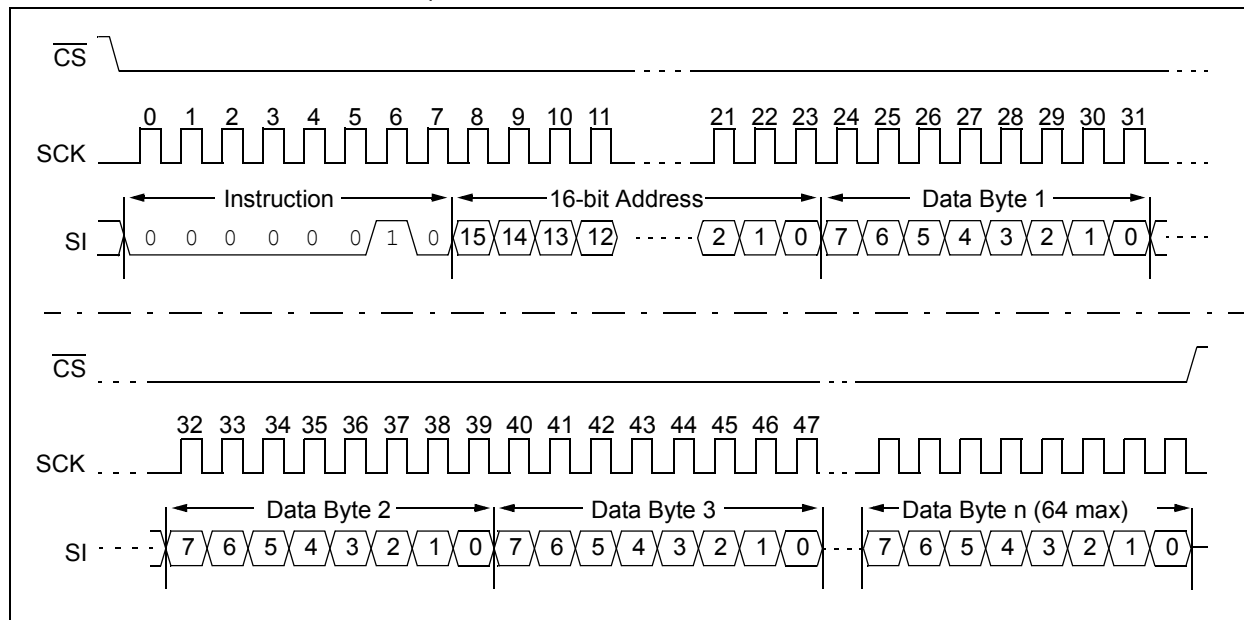 CS
0 1 2 3 4 5 6 7 8 9 10 11 21 22 23 24 25 26 27 28 29 30 31
SCK
Instruction 16-bit Address Data Byte 1
SI 0 0 0 0 0 0 1 0 15 14 13 12 2 1 0 7 6 5 4 3 2 1 0
CS
32 33 34 35 36 37 38 39 40 41 42 43 44 45 46 47
SCK
Data Byte 2 Data Byte 3 Data Byte n (64 max)
SI 7 6 5 4 3 2 1 0 7 6 5 4 3 2 1 0 7 6 5 4 3 2 1 0